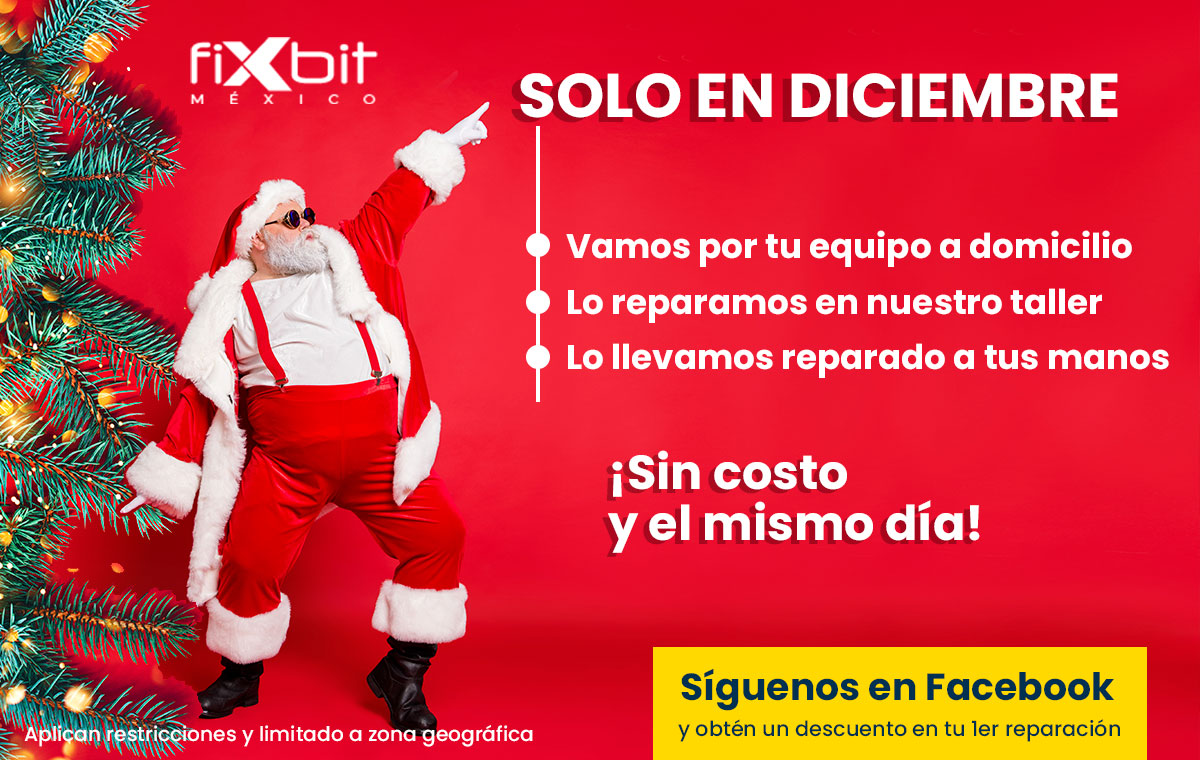 fiXbit
MÉXICO
SOLO EN DICIEMBRE
Vamos por tu equipo a domicilio
Lo reparamos en nuestro taller
Lo llevamos reparado a tus manos
¡Sin costo
y el mismo día!
Síguenos en Facebook
y obtén un descuento en tu 1er reparación
Aplican restricciones y limitado a zona geográfica